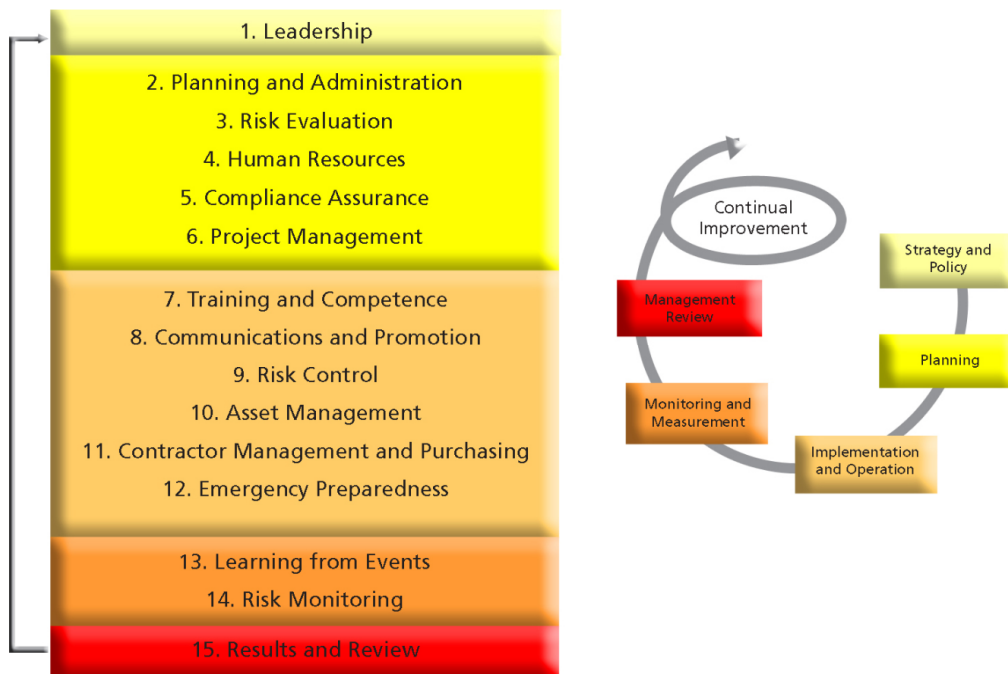 1. Leadership
2. Planning and Administration
3. Risk Evaluation
4. Human Resources
5. Compliance Assurance
6. Project Management
7. Training and Competence
8. Communications and Promotion
9. Risk Control
10. Asset Management
11. Contractor Management and Purchasing
12. Emergency Preparedness
13. Learning from Events
14. Risk Monitoring
15. Results and Review
Continual
Improvement
Strategy and
Policy
Management
Review
Planning
Monitoring and
Measurement
Implementation
and Operation